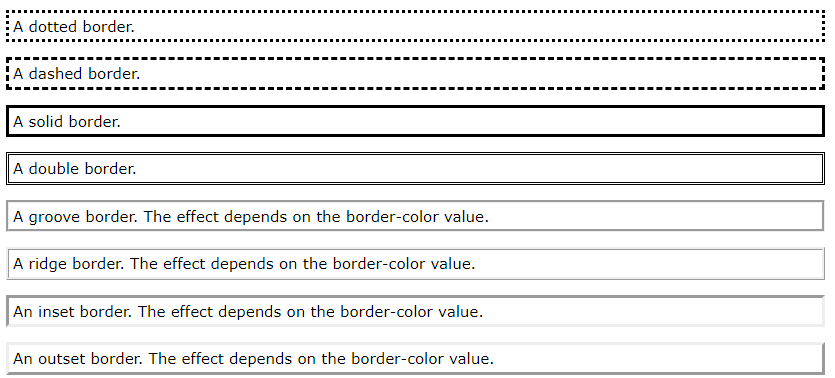 A dotted border.
A dashed border.
A solid border.
A double border.
A groove border. The effect depends on the border-color value.
A ridge border. The effect depends on the border-color value.
An inset border. The effect depends on the border-color value.
An outset border. The effect depends on the border-color value.